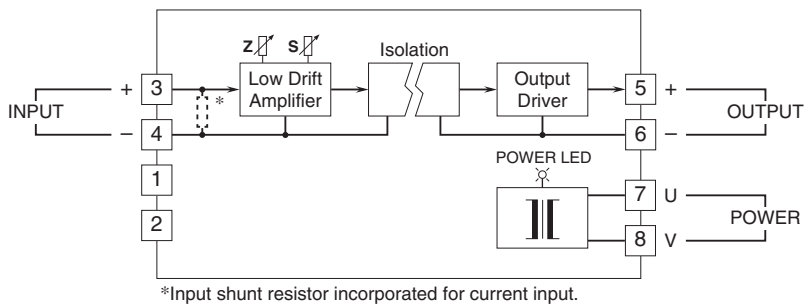 Z S Isolation
Low Drift
Amplifier
Output
Driver
INPUT + 3 *
− 4
1
2
5 +
6 − OUTPUT
POWER LED
7 U
8 V POWER
*Input shunt resistor incorporated for current input.